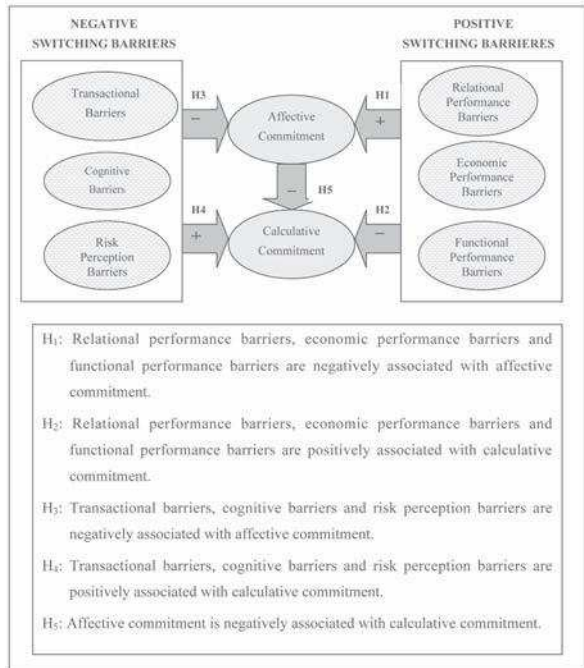 NEGATIVE
SWITCHING BARRIERS
POSITIVE
SWITCHING BARRIERES
Transactional
Barriers
Cognitive
Barriers
Risk
Perception
Barriers
H3
−
H4
+
Affective
Commitment
−
H5
Calculative
Commitment
H1
+
H2
−
Relational
Performance
Barriers
Economic
Performance
Barriers
Functional
Performance
Barriers
H₁: Relational performance barriers, economic performance barriers and
functional performance barriers are negatively associated with affective
commitment.
H₂: Relational performance barriers, economic performance barriers and
functional performance barriers are positively associated with calculative
commitment.
H₃: Transactional barriers, cognitive barriers and risk perception barriers are
negatively associated with affective commitment.
H₄: Transactional barriers, cognitive barriers and risk perception barriers are
positively associated with calculative commitment.
H₅: Affective commitment is negatively associated with calculative commitment.